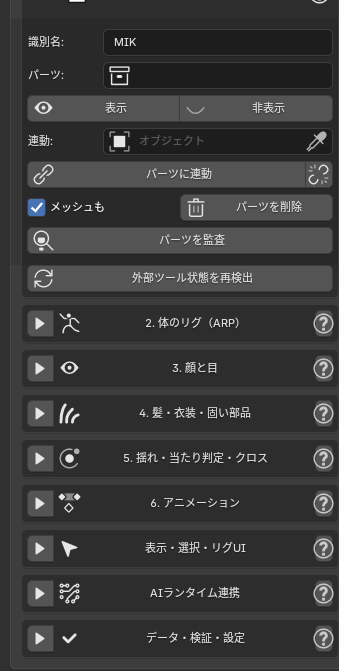 識別名: MIK
パーツ:
表示 非表示
連動: オブジェクト
パーツに連動
メッシュも パーツを削除
パーツを監査
外部ツール状態を再検出
2. 体のリグ（ARP）
3. 顔と目
4. 髪・衣装・固い部品
5. 揺れ・当たり判定・クロス
6. アニメーション
表示・選択・リグUI
AIランタイム連携
データ・検証・設定